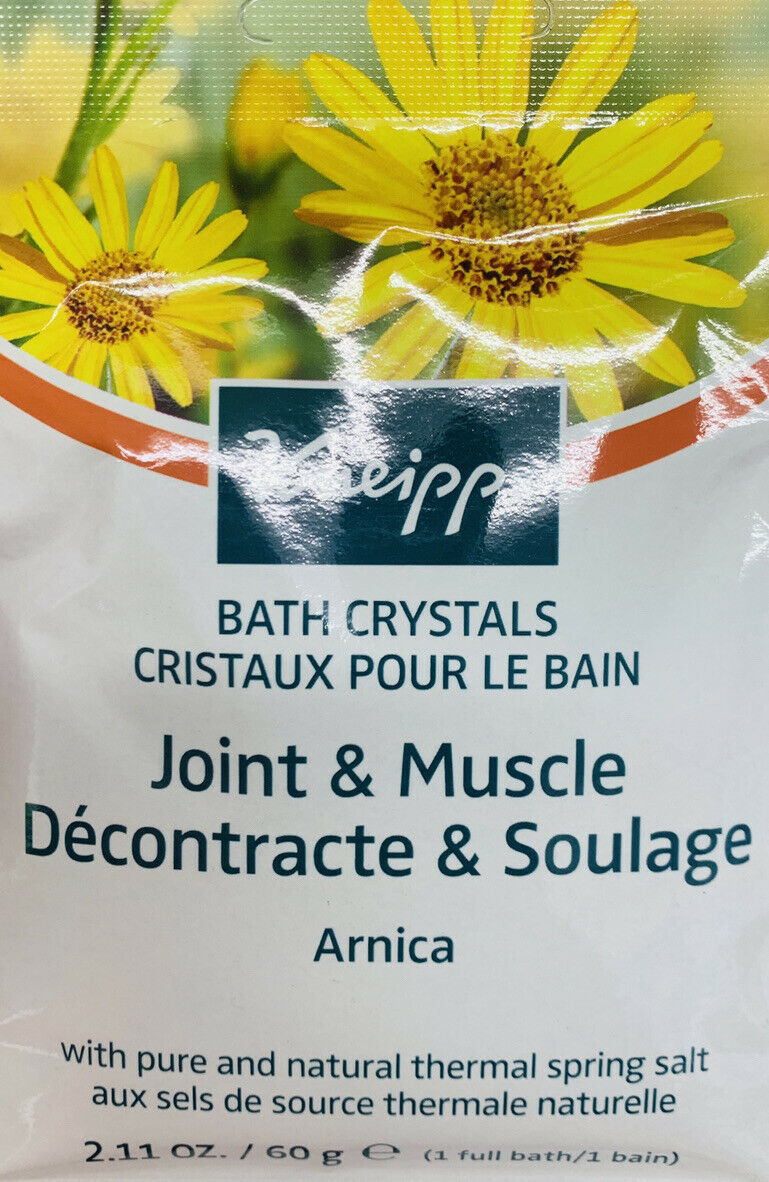 Kneipp
BATH CRYSTALS
CRISTAUX POUR LE BAIN
Joint & Muscle
Décontracte & Soulage
Arnica
with pure and natural thermal spring salt
aux sels de source thermale naturelle
2.11 OZ. / 60 g ℮ (1 full bath/1 bain)